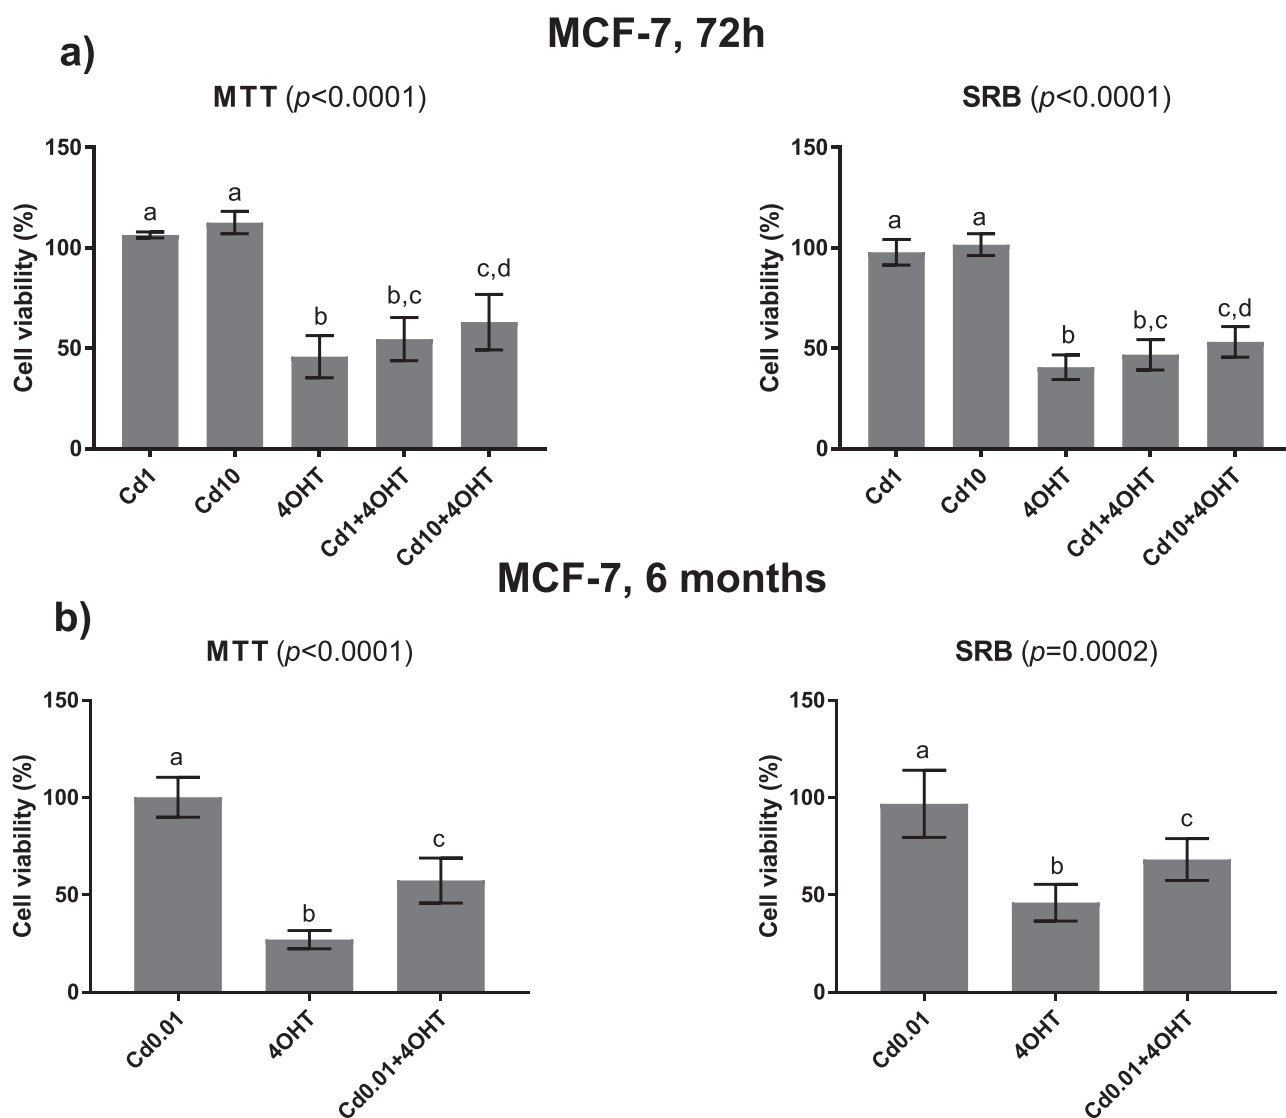 MCF-7, 72h
a)
MTT (p<0.0001)
150
100
50
0
Cell viability (%)
a
a
b
b,c
c,d
Cd1
Cd10
4OHT
Cd1+4OHT
Cd10+4OHT
SRB (p<0.0001)
150
100
50
0
Cell viability (%)
a
a
b
b,c
c,d
Cd1
Cd10
4OHT
Cd1+4OHT
Cd10+4OHT
MCF-7, 6 months
b)
MTT (p<0.0001)
150
100
50
0
Cell viability (%)
a
b
c
Cd0.01
4OHT
Cd0.01+4OHT
SRB (p=0.0002)
150
100
50
0
Cell viability (%)
a
b
c
Cd0.01
4OHT
Cd0.01+4OHT